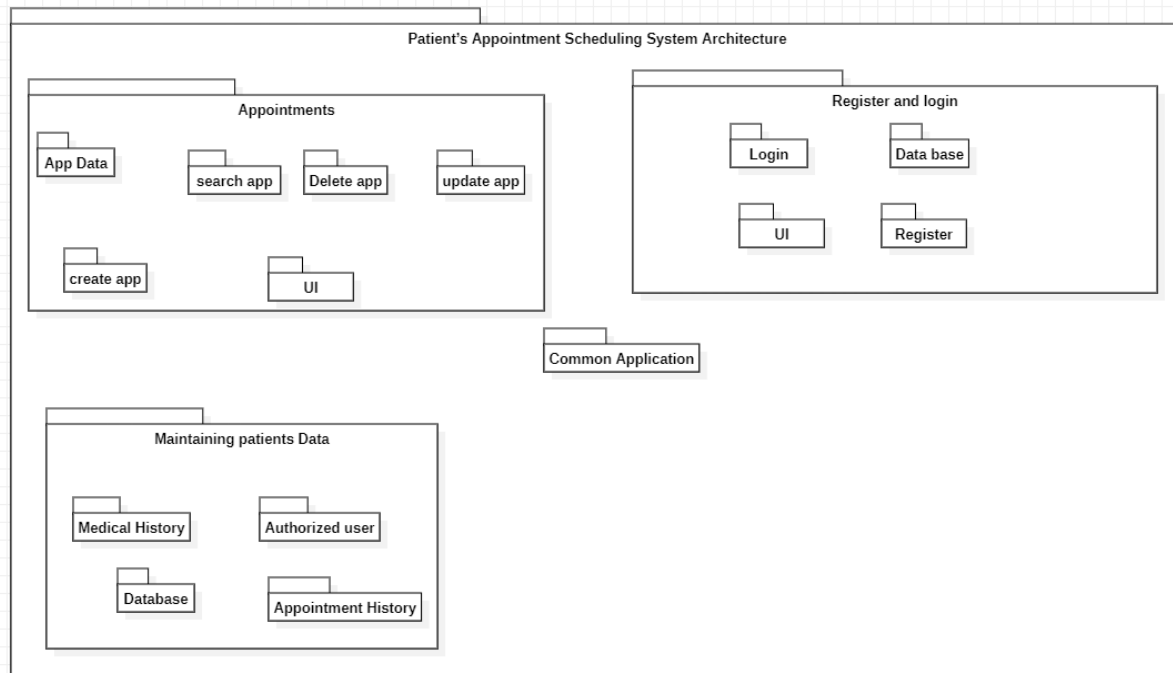 Patient's Appointment Scheduling System Architecture
Appointments
App Data
search app
Delete app
update app
create app
UI
Register and login
Login
Data base
UI
Register
Common Application
Maintaining patients Data
Medical History
Authorized user
Database
Appointment History